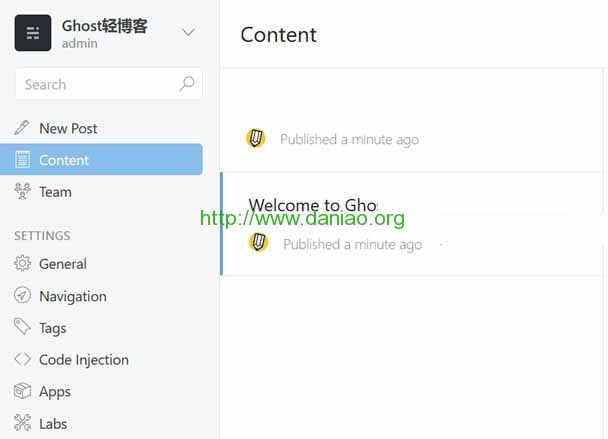 Ghost轻博客
admin
Search
New Post
Content
Team
SETTINGS
General
Navigation
Tags
Code Injection
Apps
Labs
Content
Published a minute ago
Welcome to Ghos
http://www.daniao.org
Published a minute ago